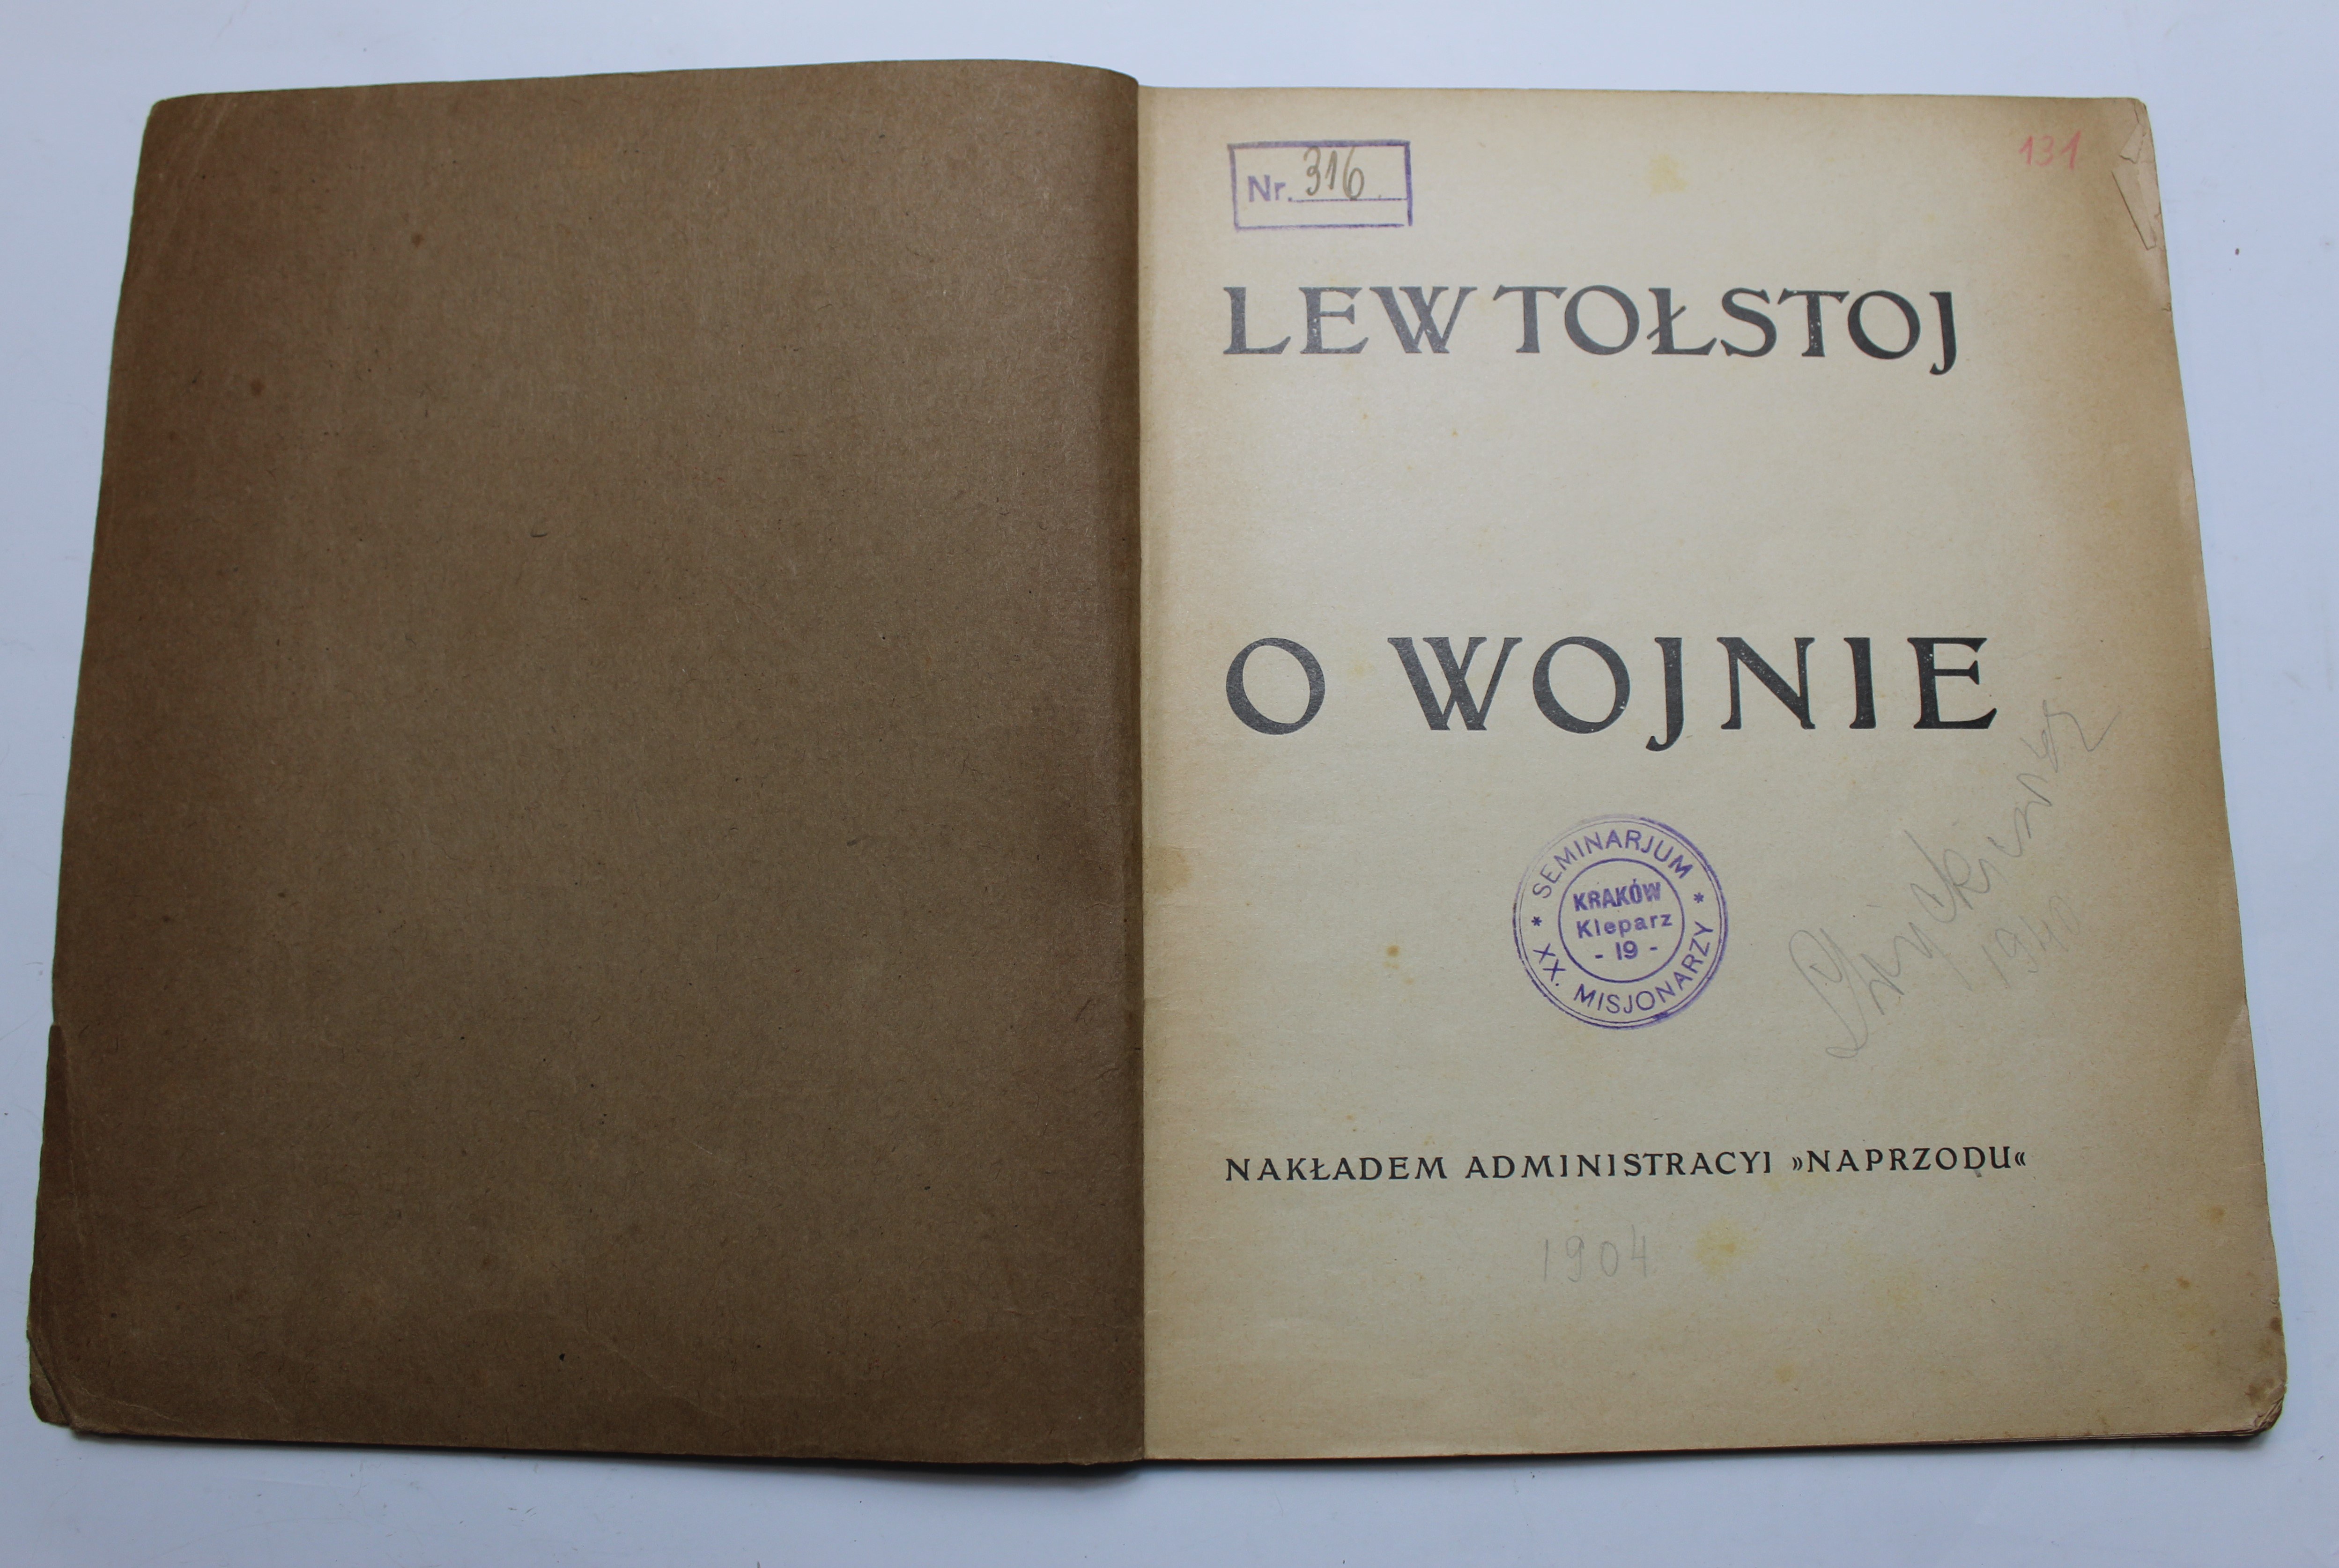 Nr. 316
131
LEW TOŁSTOJ
O WOJNIE
* SEMINARJUM *
XX. MISJONARZY
KRAKÓW
Kleparz
- 19 -
NAKŁADEM ADMINISTRACYI »NAPRZODU«
1904